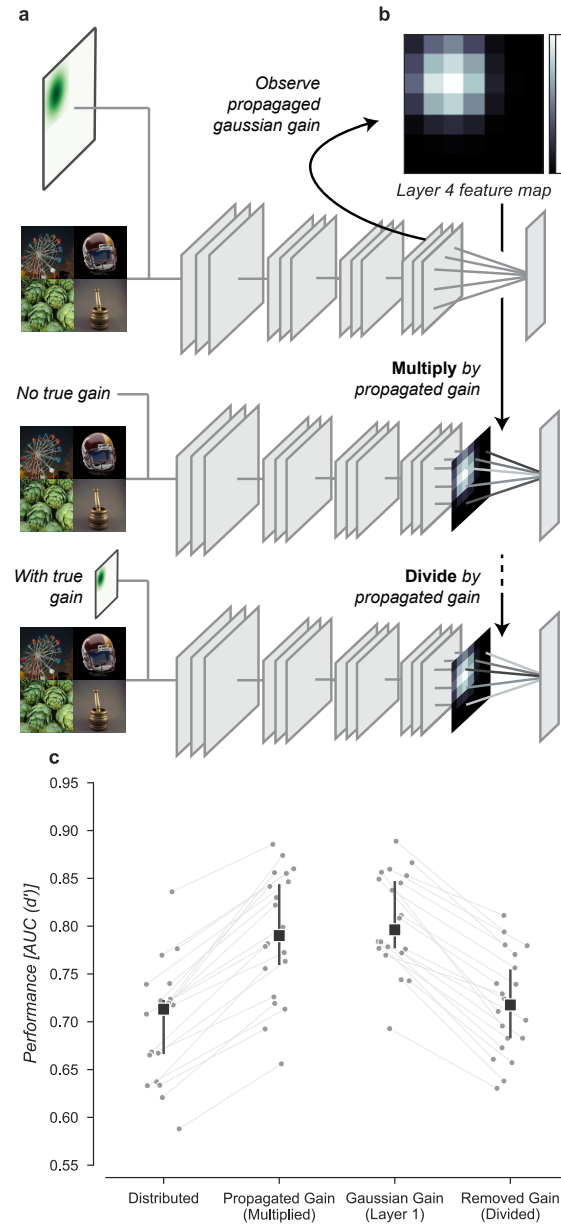 a
b
Observe
propagaged
gaussian gain
Layer 4 feature map
Multiply by
propagated gain
No true gain
With true
gain
Divide by
propagated gain
c
0.95
0.90
0.85
0.80
0.75
0.70
0.65
0.60
0.55
Performance [AUC (d')]
Distributed
Propagated Gain
(Multiplied)
Gaussian Gain
(Layer 1)
Removed Gain
(Divided)